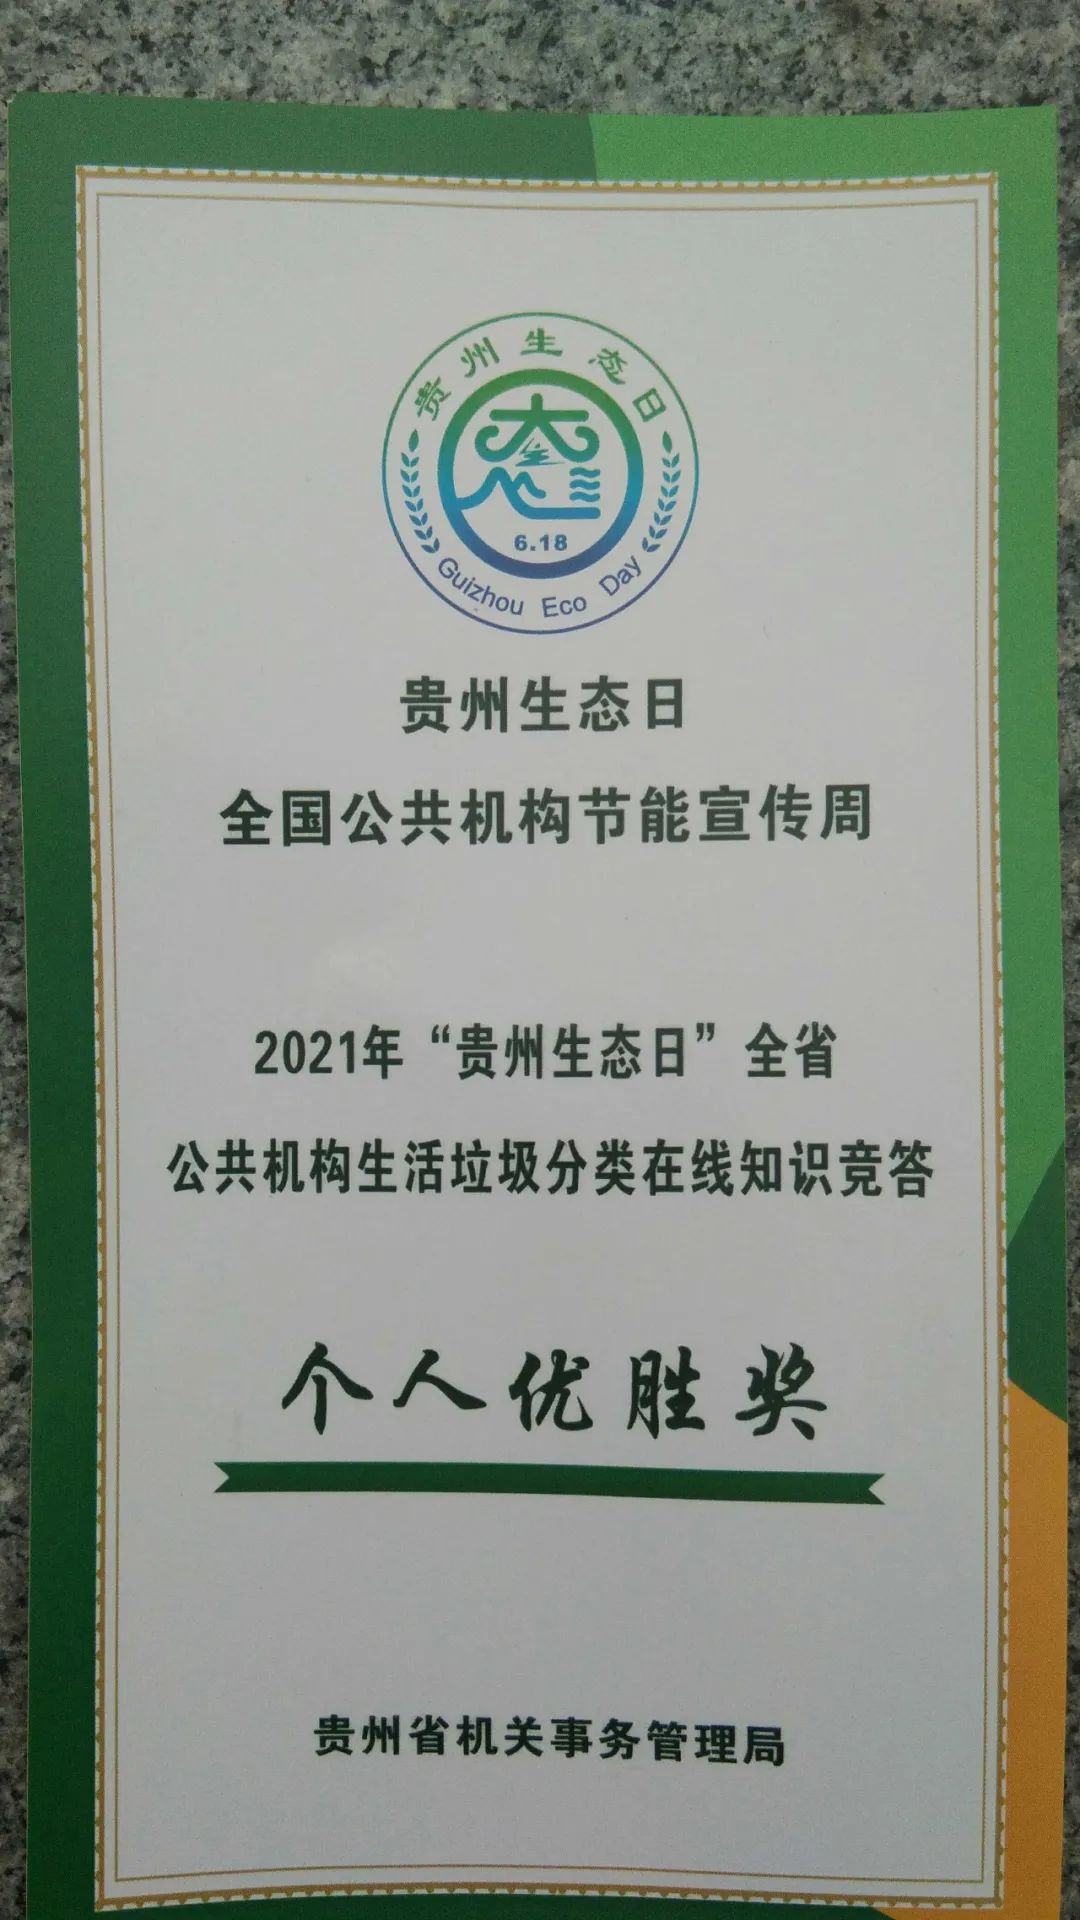 贵州生态日
6.18
Guizhou Eco Day
贵州生态日
全国公共机构节能宣传周
2021年“贵州生态日”全省
公共机构生活垃圾分类在线知识竞答
个人优胜奖
贵州省机关事务管理局